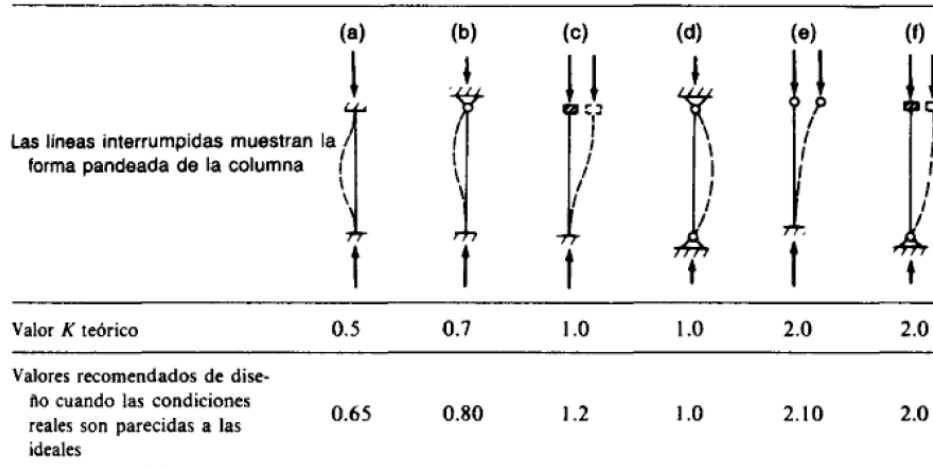 (a) (b) (c) (d) (e) (f)
Las líneas interrumpidas muestran la
forma pandeada de la columna
Valor K teórico 0.5 0.7 1.0 1.0 2.0 2.0
Valores recomendados de dise-
ño cuando las condiciones
reales son parecidas a las
ideales
0.65 0.80 1.2 1.0 2.10 2.0